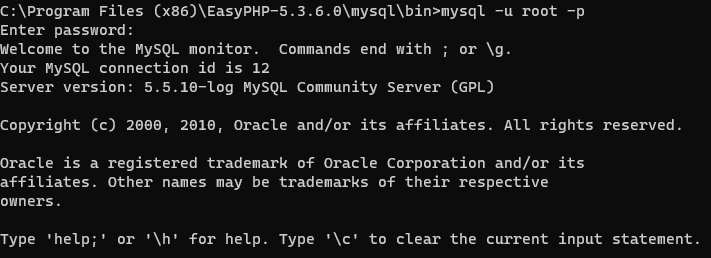 C:\Program Files (x86)\EasyPHP-5.3.6.0\mysql\bin>mysql -u root -p
Enter password:
Welcome to the MySQL monitor.  Commands end with ; or \g.
Your MySQL connection id is 12
Server version: 5.5.10-log MySQL Community Server (GPL)
Copyright (c) 2000, 2010, Oracle and/or its affiliates. All rights reserved.
Oracle is a registered trademark of Oracle Corporation and/or its
affiliates. Other names may be trademarks of their respective
owners.
Type 'help;' or '\h' for help. Type '\c' to clear the current input statement.